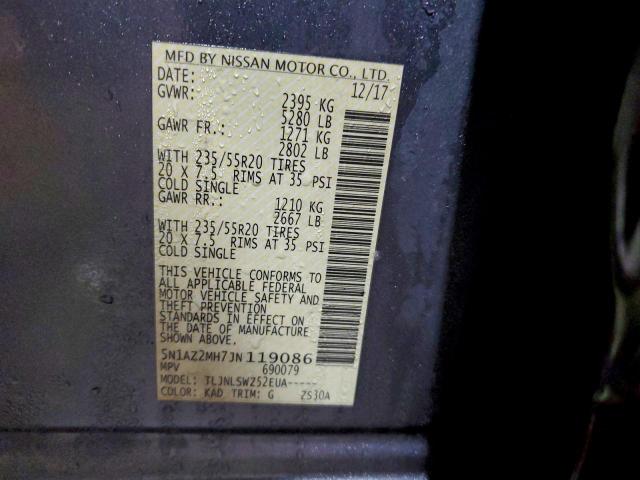 MFD BY NISSAN MOTOR CO., LTD.
DATE: 12/17
GVWR: 2395 KG
5280 LB
GAWR FR.: 1271 KG
2802 LB
WITH 235/55R20 TIRES
20 X 7.5 RIMS AT 35 PSI
COLD SINGLE
GAWR RR.: 1210 KG
2667 LB
WITH 235/55R20 TIRES
20 X 7.5 RIMS AT 35 PSI
COLD SINGLE
THIS VEHICLE CONFORMS TO
ALL APPLICABLE FEDERAL
MOTOR VEHICLE SAFETY AND
THEFT PREVENTION
STANDARDS IN EFFECT ON
THE DATE OF MANUFACTURE
SHOWN ABOVE.
5N1AZ2MH7JN119086
MPV 690079
MODEL: TLJNLSWZ52EUA-----
COLOR: KAD TRIM: G ZS30A